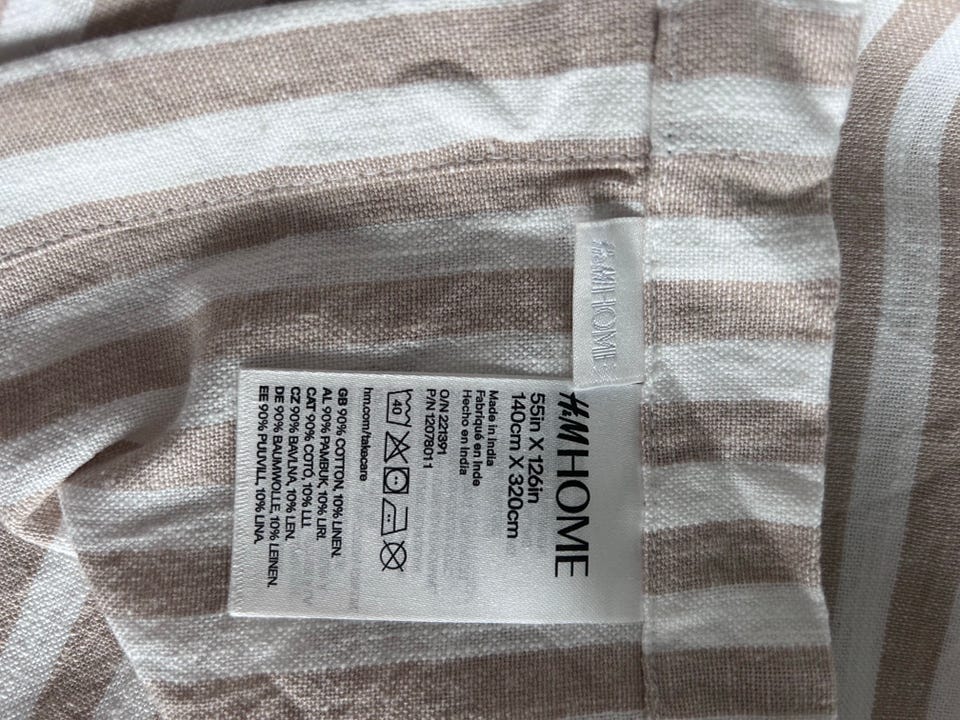 H&M HOME
H&M HOME
55in X 126in
140cm X 320cm
Made in India
Fabriqué en Inde
Hecho en India
O/N 221391
P/N 12078011
40
hm.com/takecare
GB 90% COTTON, 10% LINEN.
AL 90% PAMBUK, 10% LIRI.
CAT 90% COTÓ, 10% LLI.
CZ 90% BAVLNA, 10% LEN.
DE 90% BAUMWOLLE, 10% LEINEN.
EE 90% PUUVILL, 10% LINA.